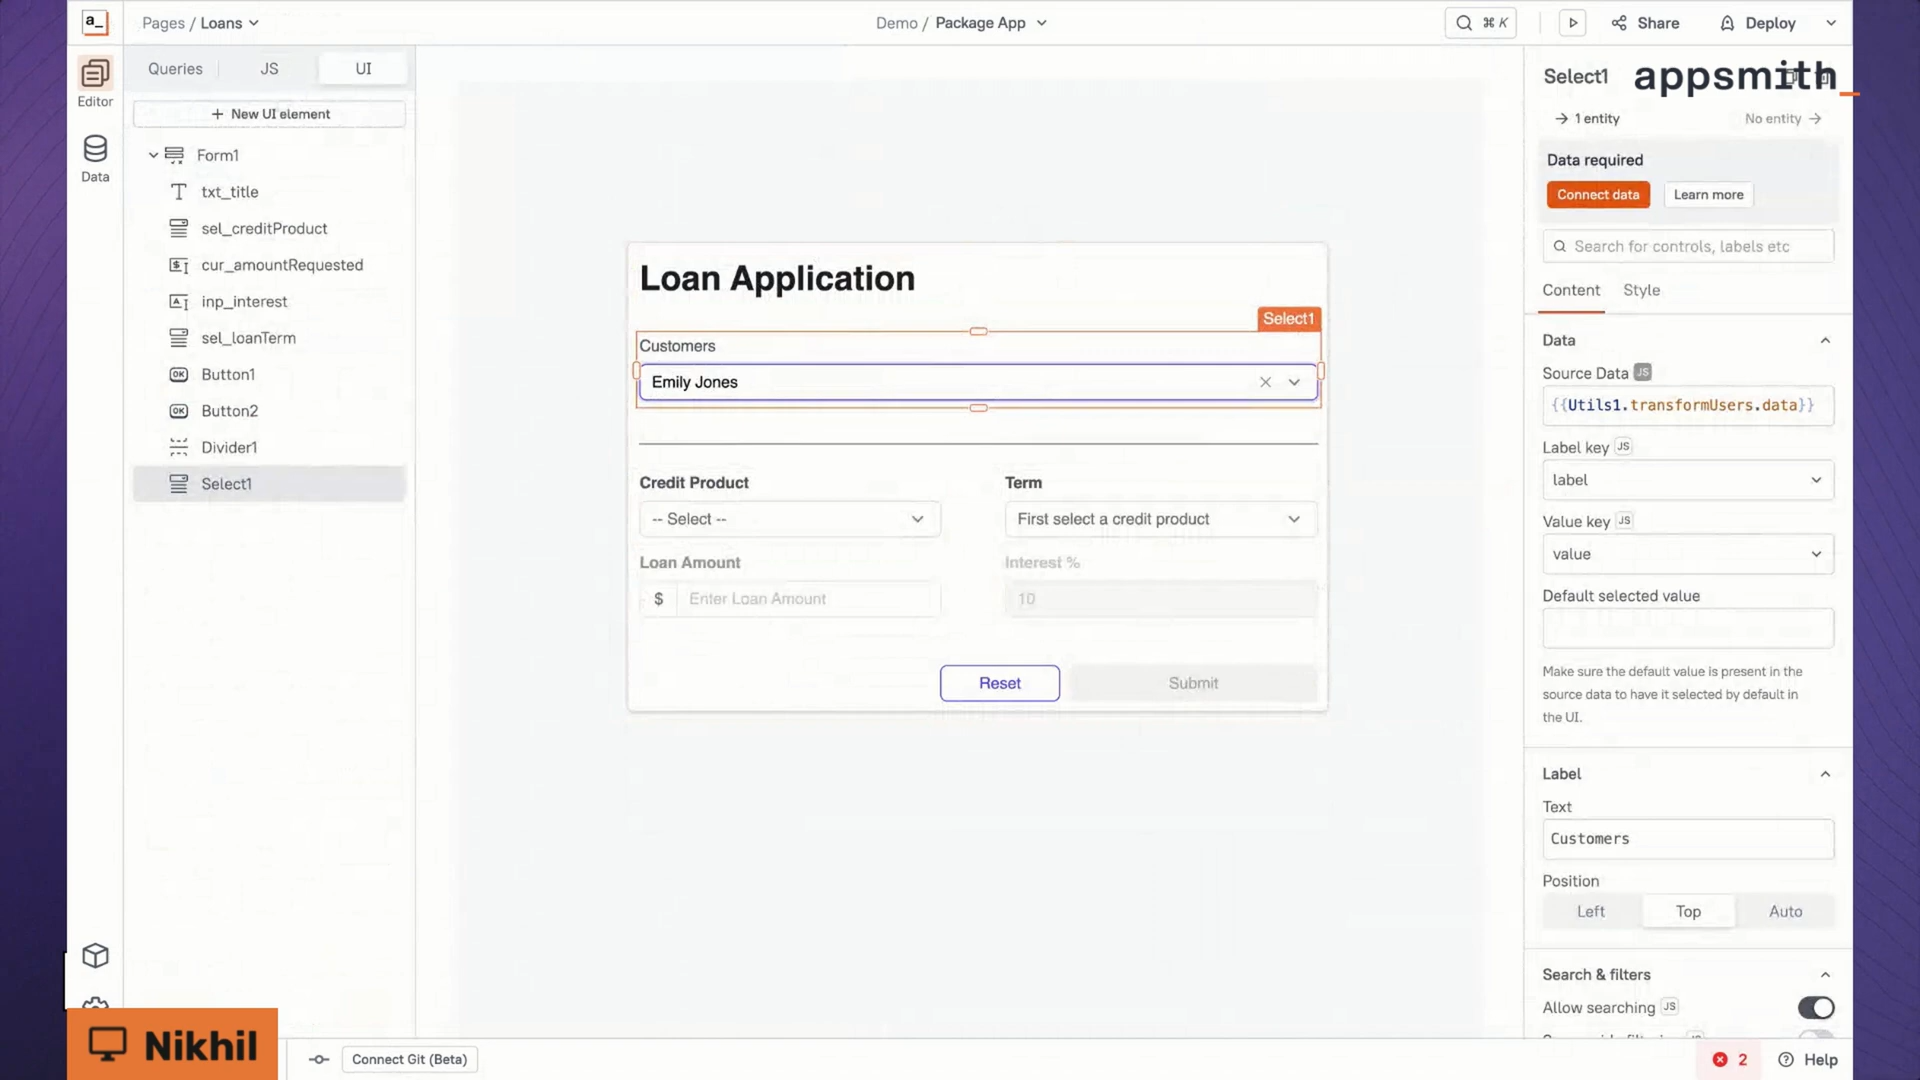 a_
Pages / Loans
Demo / Package App
⌘ K
Share
Deploy
Editor
Data
Queries
JS
UI
+ New UI element
Form1
txt_title
sel_creditProduct
cur_amountRequested
inp_interest
sel_loanTerm
Button1
Button2
Divider1
Select1
Loan Application
Select1
Customers
Emily Jones
Credit Product
Term
-- Select --
First select a credit product
Loan Amount
Interest %
$ Enter Loan Amount
10
Reset
Submit
Select1
appsmith_
→ 1 entity
No entity →
Data required
Connect data
Learn more
Search for controls, labels etc
Content
Style
Data
Source Data JS
{{Utils1.transformUsers.data}}
Label key JS
label
Value key JS
value
Default selected value
Make sure the default value is present in the
source data to have it selected by default in
the UI.
Label
Text
Customers
Position
Left
Top
Auto
Search & filters
Allow searching JS
Nikhil
Connect Git (Beta)
2
Help